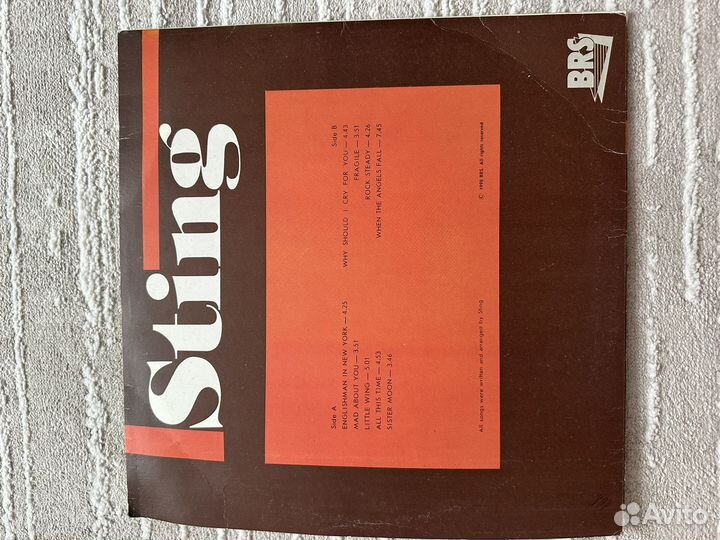 Sting
BRS
Side A
ENGLISHMAN IN NEW YORK — 4.25
MAD ABOUT YOU — 3.51
LITTLE WING — 5.01
ALL THIS TIME — 4.53
SISTER MOON — 3.46
Side B
WHY SHOULD I CRY FOR YOU — 4.43
FRAGILE — 3.51
ROCK STEADY — 4.26
WHEN THE ANGELS FALL — 7.45
All songs were written and arranged by Sting
© 1995 BRS. All rights reserved
Avito